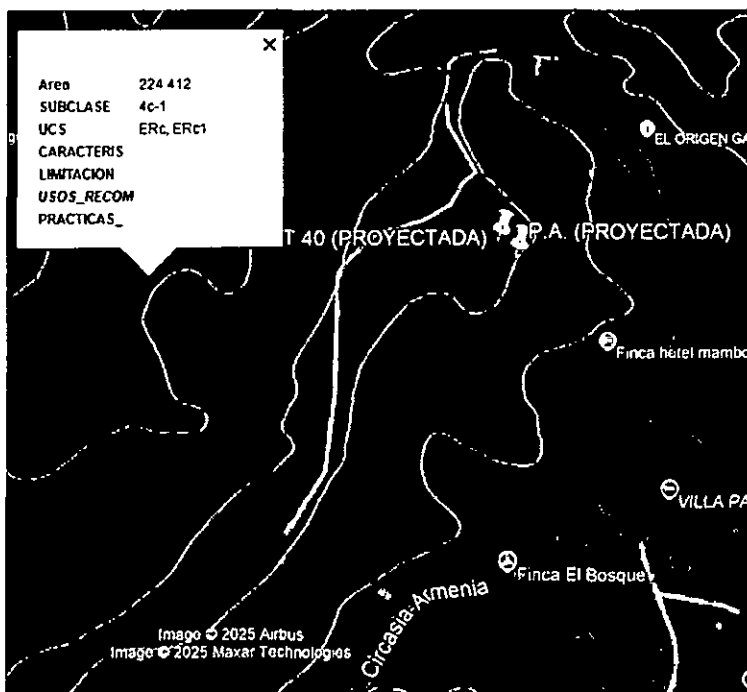 Area 224 412
SUBCLASE 4c-1
UCS ERc, ERc1
CARACTERIS
LIMITACION
USOS_RECOM
PRACTICAS_
EL ORIGEN GA
T 40 (PROYECTADA)
P.A. (PROYECTADA)
Finca hotel mambo
VILLA PA
Finca El Bosque
Circasia-Armenia
Image © 2025 Airbus
Image © 2025 Maxar Technologies